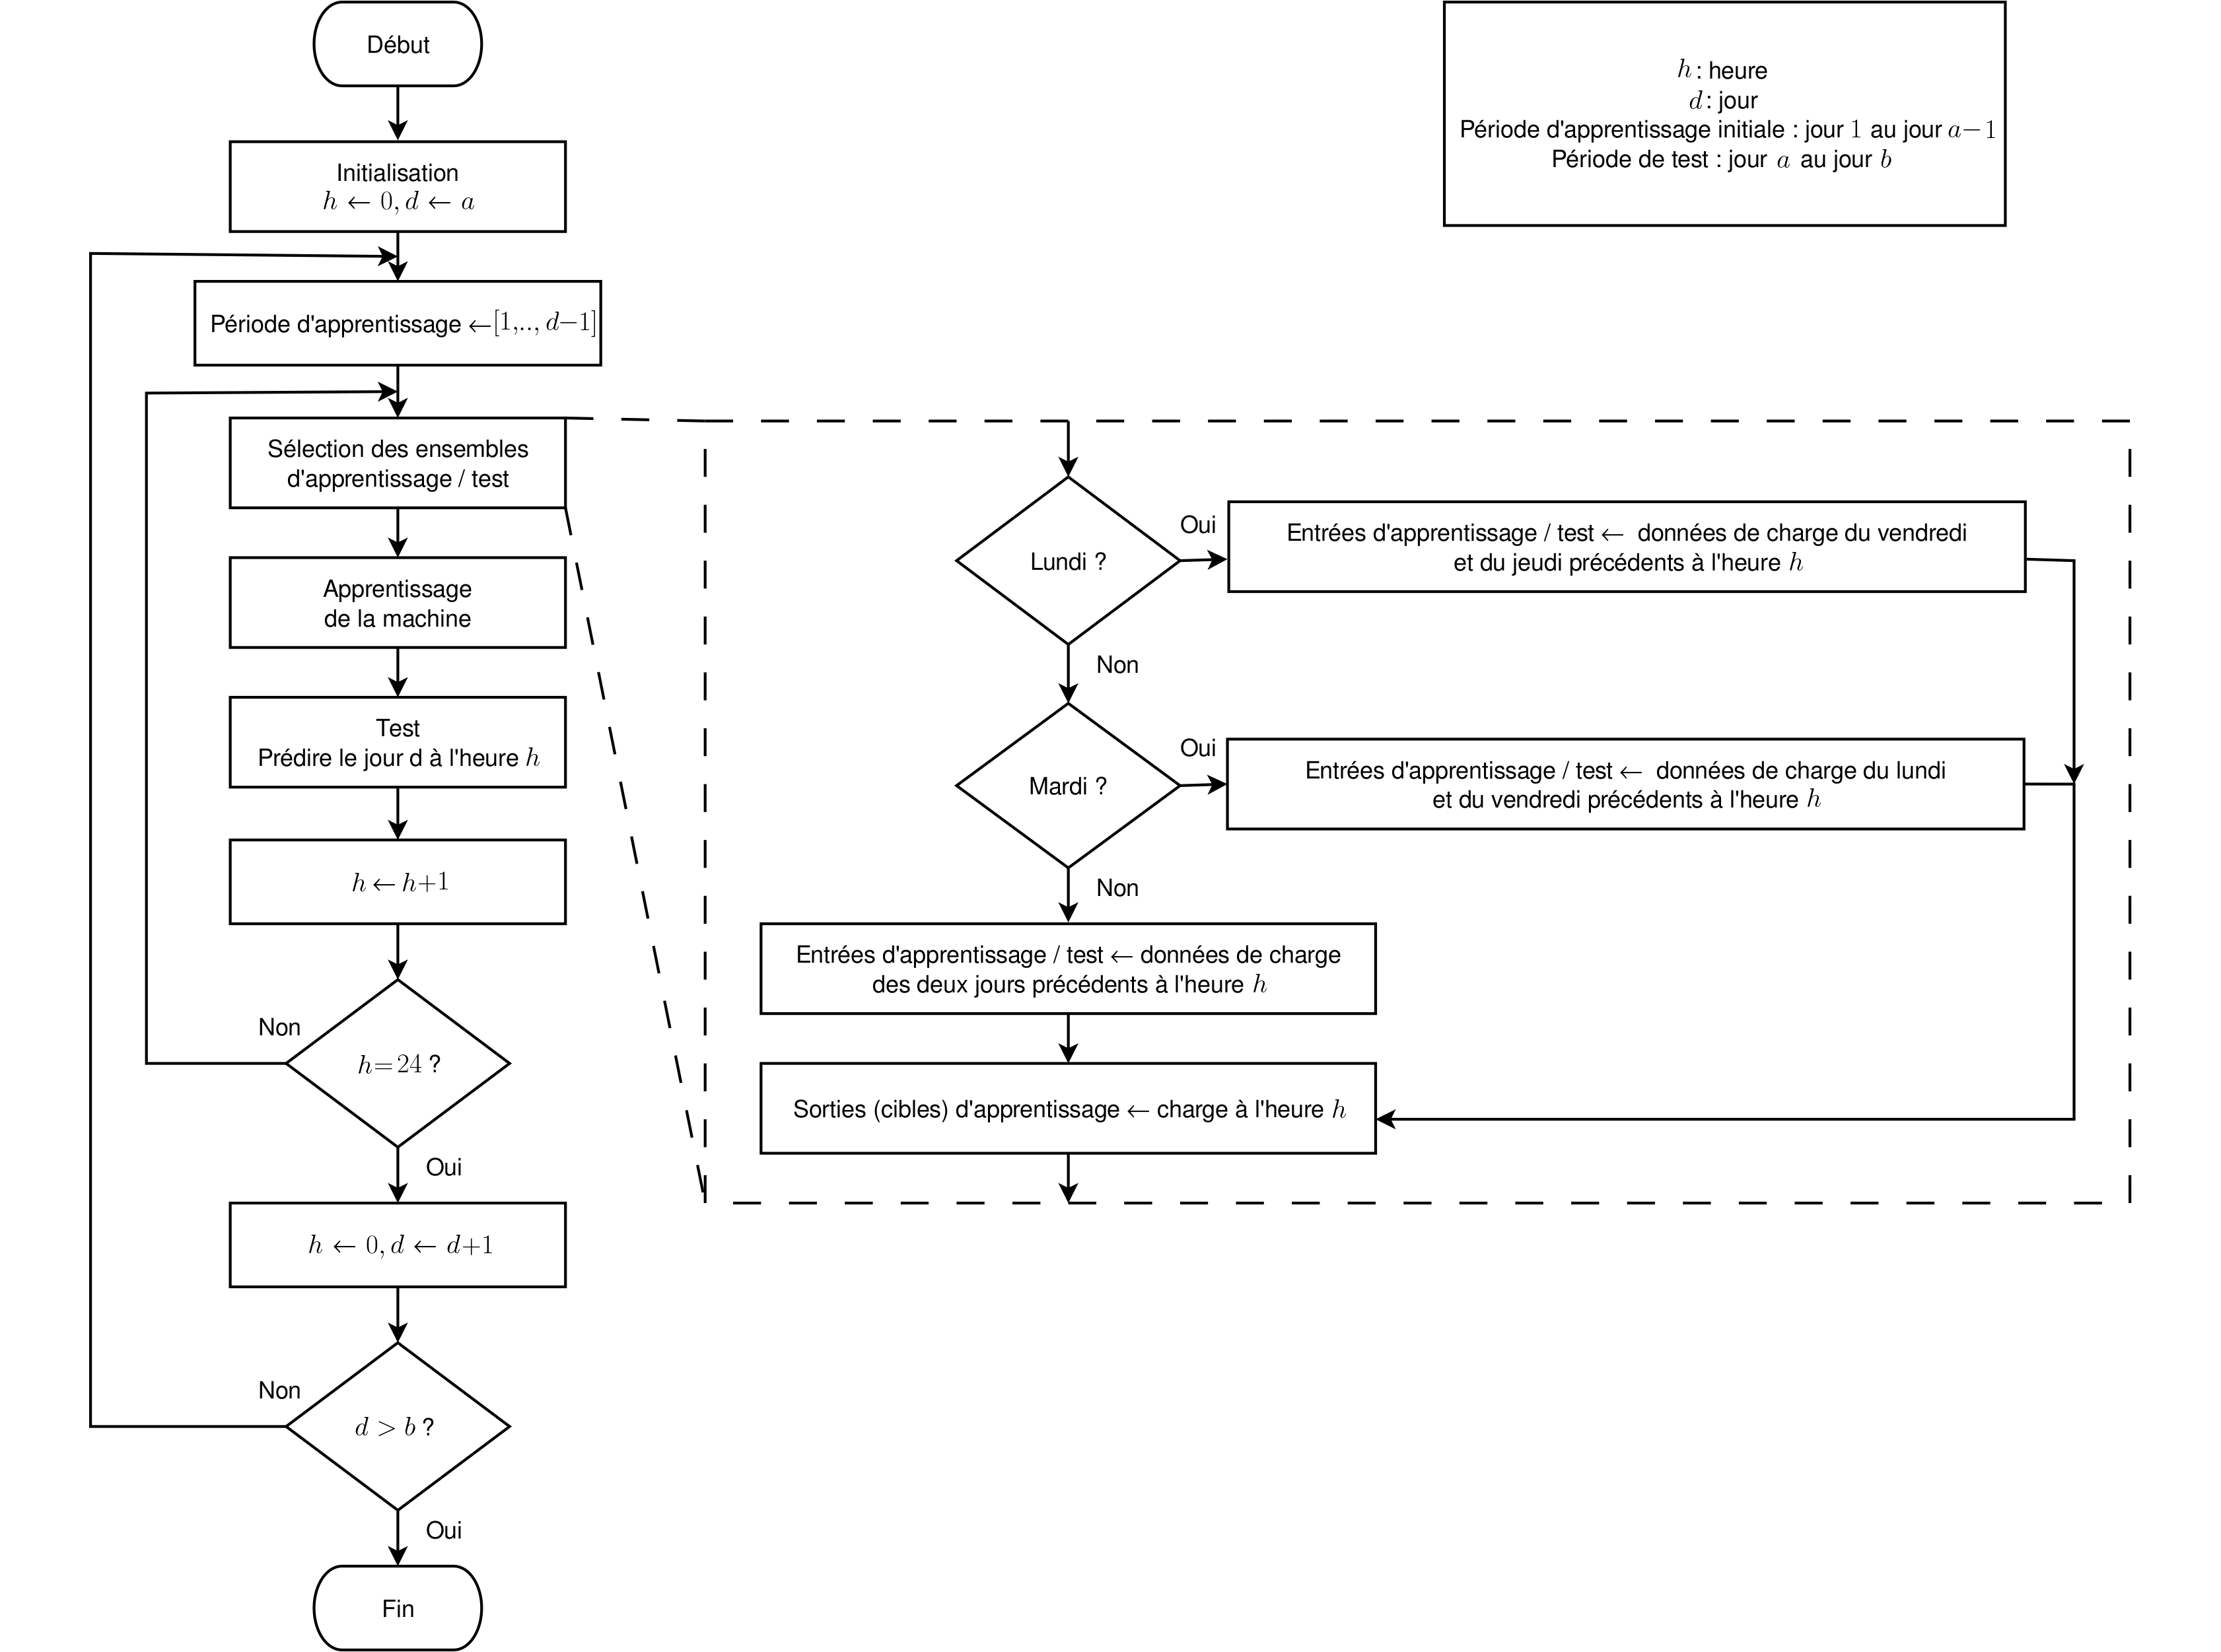 Début
Initialisation
h ← 0, d ← a
Période d'apprentissage ←[1,.., d−1]
Sélection des ensembles
d'apprentissage / test
Apprentissage
de la machine
Test
Prédire le jour d à l'heure h
h ← h+1
Non
h=24 ?
Oui
h ← 0, d ← d+1
Non
d > b ?
Oui
Fin
h : heure
d : jour
Période d'apprentissage initiale : jour 1 au jour a−1
Période de test : jour a au jour b
Lundi ?
Oui
Entrées d'apprentissage / test ← données de charge du vendredi
et du jeudi précédents à l'heure h
Non
Mardi ?
Oui
Entrées d'apprentissage / test ← données de charge du lundi
et du vendredi précédents à l'heure h
Non
Entrées d'apprentissage / test ← données de charge
des deux jours précédents à l'heure h
Sorties (cibles) d'apprentissage ← charge à l'heure h